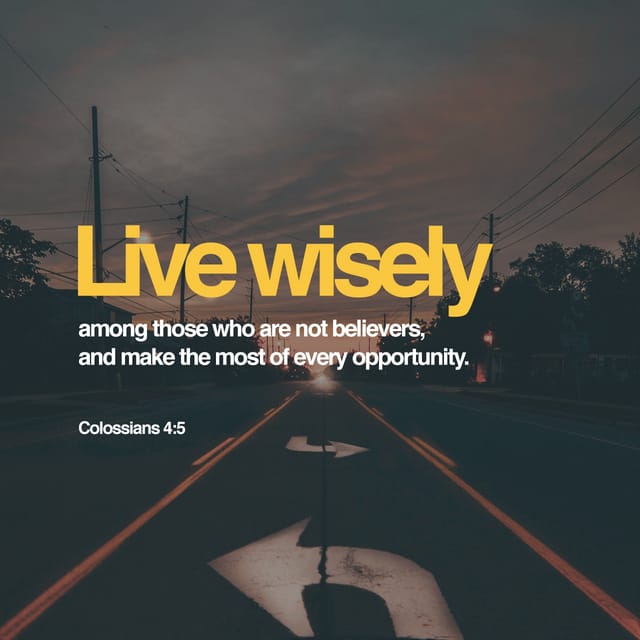 Live wisely
among those who are not believers,
and make the most of every opportunity.
Colossians 4:5